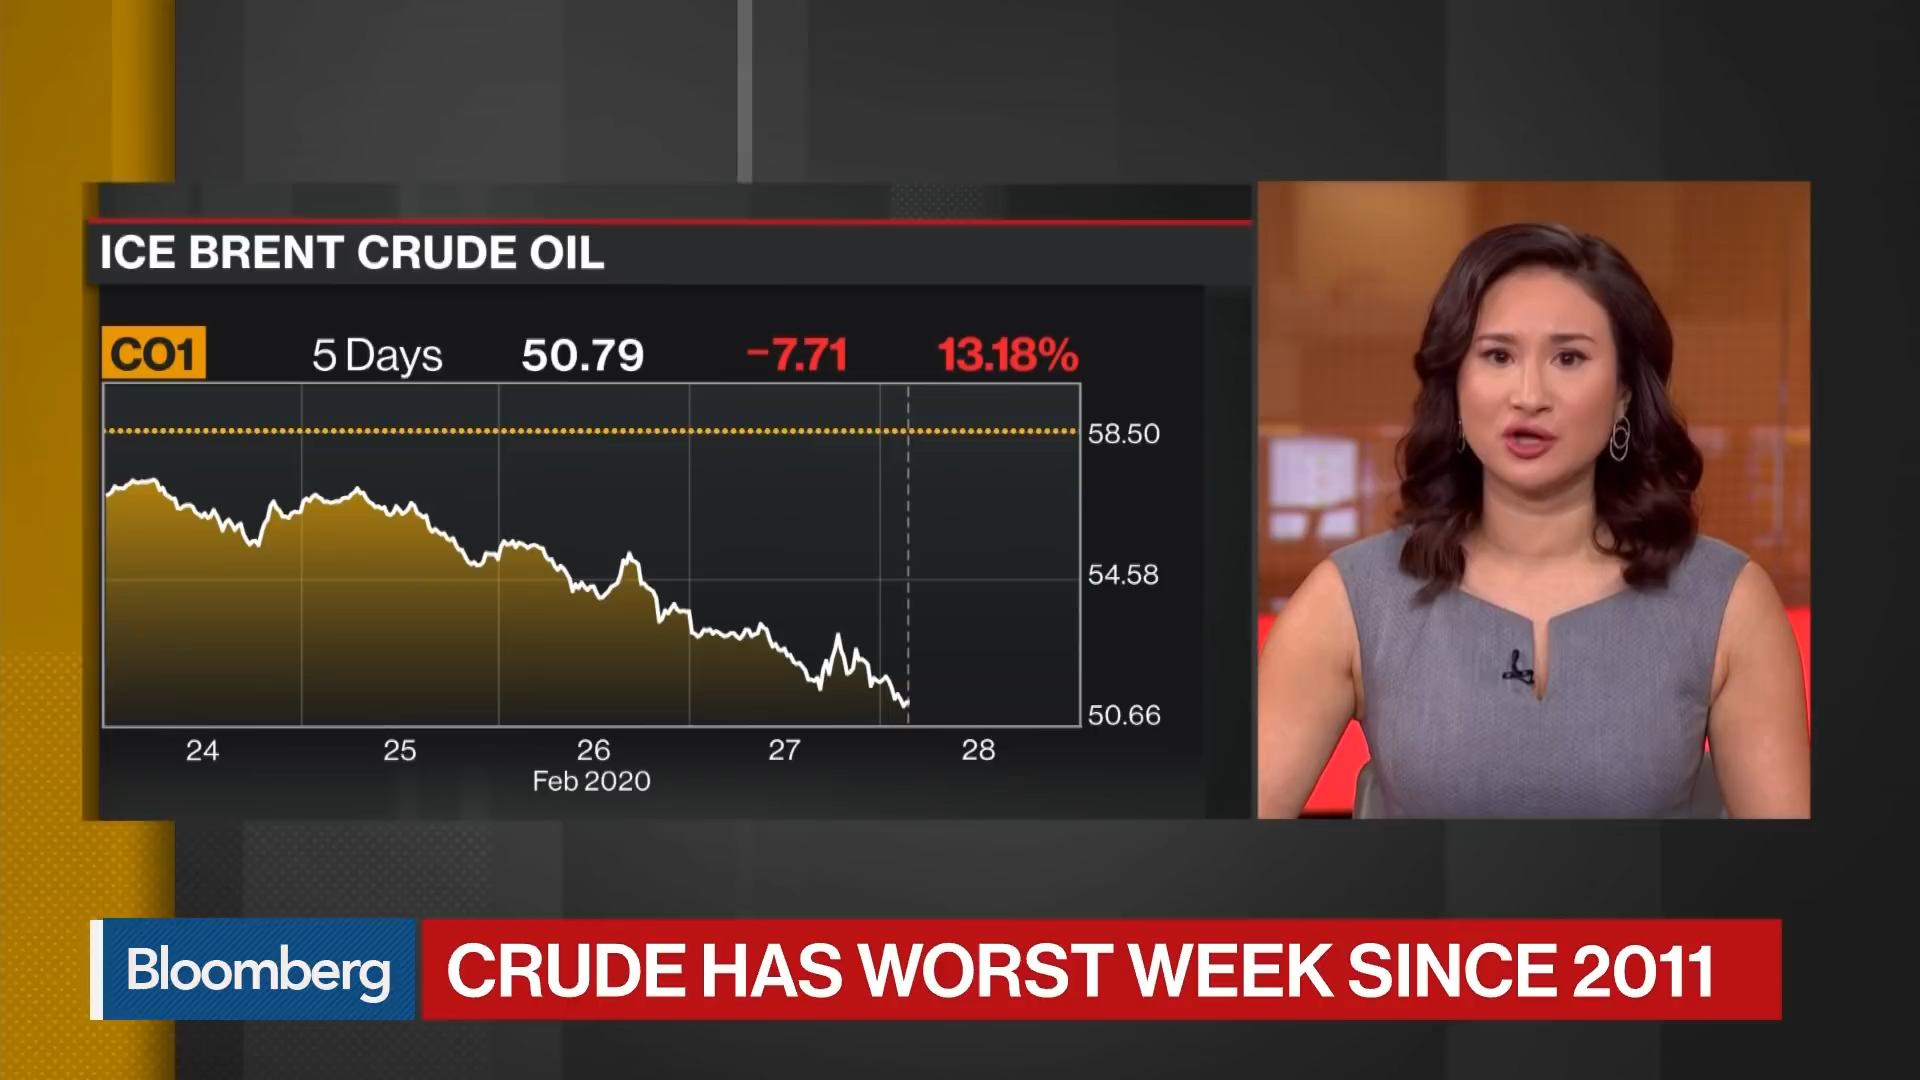 ICE BRENT CRUDE OIL
CO1 5 Days 50.79 -7.71 13.18%
58.50
54.58
50.66
24 25 26 27 28
Feb 2020
Bloomberg CRUDE HAS WORST WEEK SINCE 2011